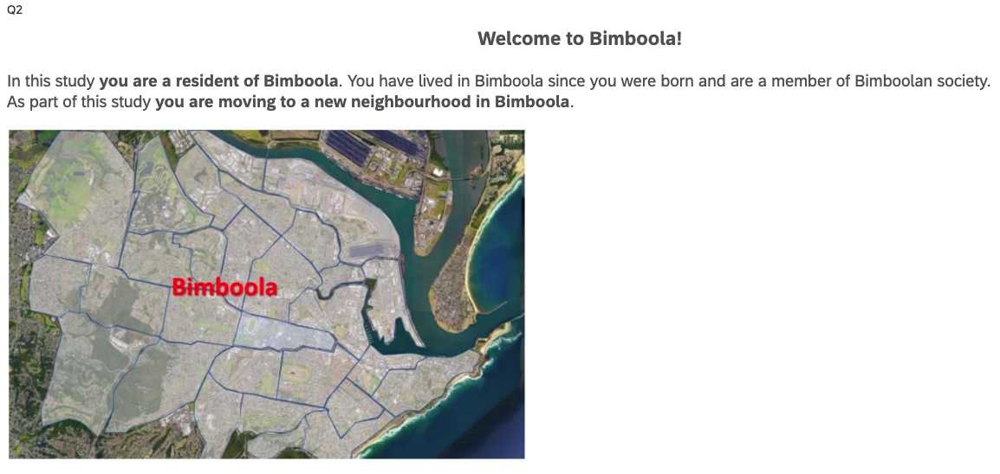 Q2
Welcome to Bimboola!
In this study you are a resident of Bimboola. You have lived in Bimboola since you were born and are a member of Bimboolan society.
As part of this study you are moving to a new neighbourhood in Bimboola.
Bimboola